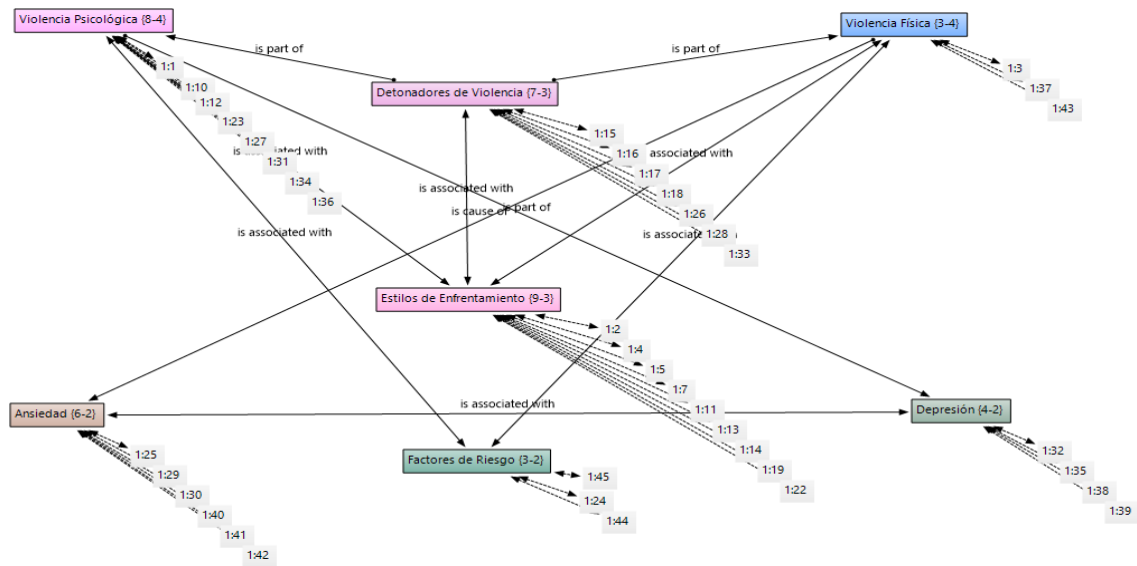 Violencia Psicológica {8-4}
Violencia Física {3-4}
is part of
is part of
1:1
1:3
Detonadores de Violencia {7-3}
1:10
1:37
1:12
1:43
1:23
1:15
1:27
is associated with
1:16
associated with
1:31
1:17
1:34
is associated with
1:18
1:36
is cause of
is part of
1:26
is associated with
1:28
is associated
1:33
Estilos de Enfrentamiento {9-3}
1:2
1:4
1:5
1:7
is associated with
1:11
Ansiedad {6-2}
Depresión {4-2}
1:13
1:25
1:14
1:32
Factores de Riesgo {3-2}
1:29
1:45
1:19
1:35
1:30
1:24
1:22
1:38
1:40
1:44
1:39
1:41
1:42